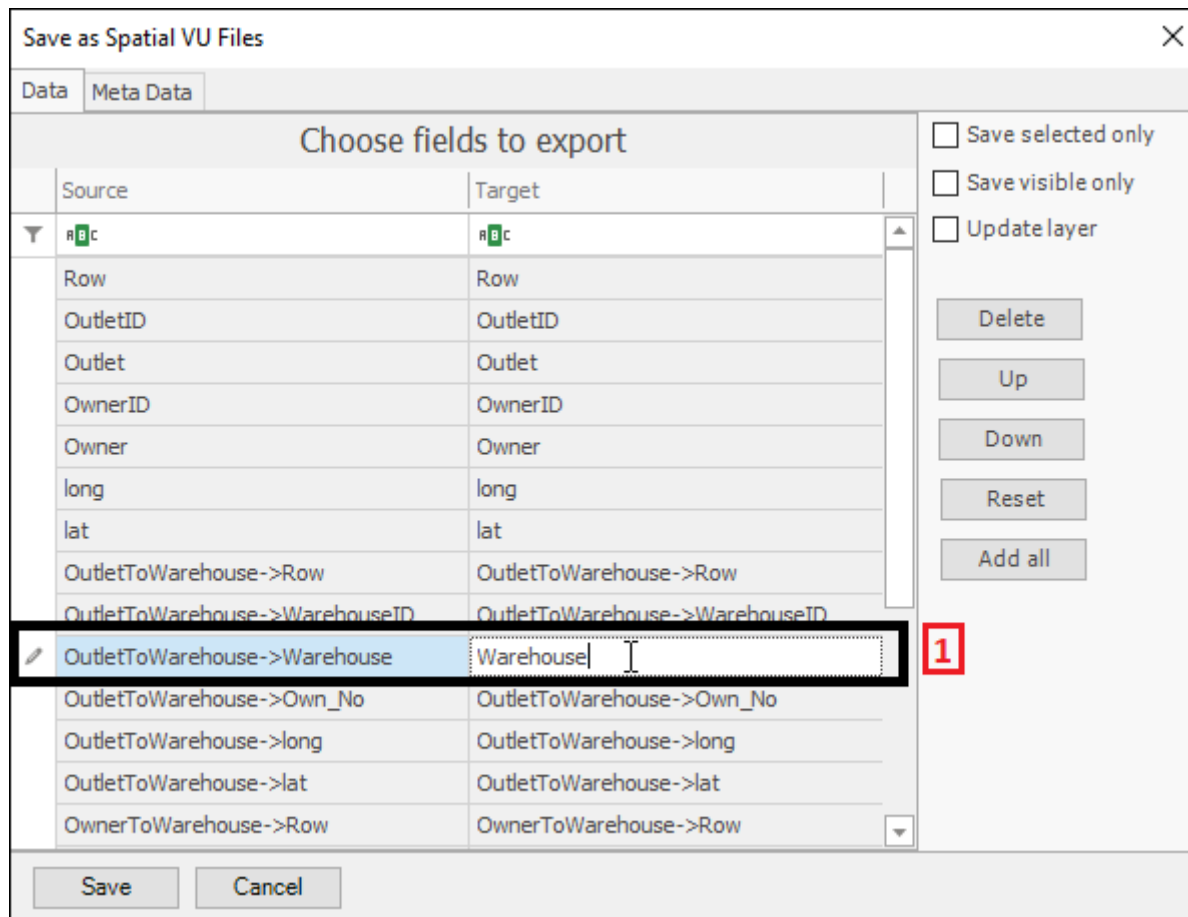 Save as Spatial VU Files
Data Meta Data
Choose fields to export
Save selected only
Source Target
Save visible only
ABC ABC
Update layer
Row Row
OutletID OutletID
Delete
Outlet Outlet
Up
OwnerID OwnerID
Owner Owner
Down
long long
Reset
lat lat
Add all
OutletToWarehouse->Row OutletToWarehouse->Row
OutletToWarehouse->WarehouseID OutletToWarehouse->WarehouseID
OutletToWarehouse->Warehouse Warehouse 1
OutletToWarehouse->Own_No OutletToWarehouse->Own_No
OutletToWarehouse->long OutletToWarehouse->long
OutletToWarehouse->lat OutletToWarehouse->lat
OwnerToWarehouse->Row OwnerToWarehouse->Row
Save Cancel